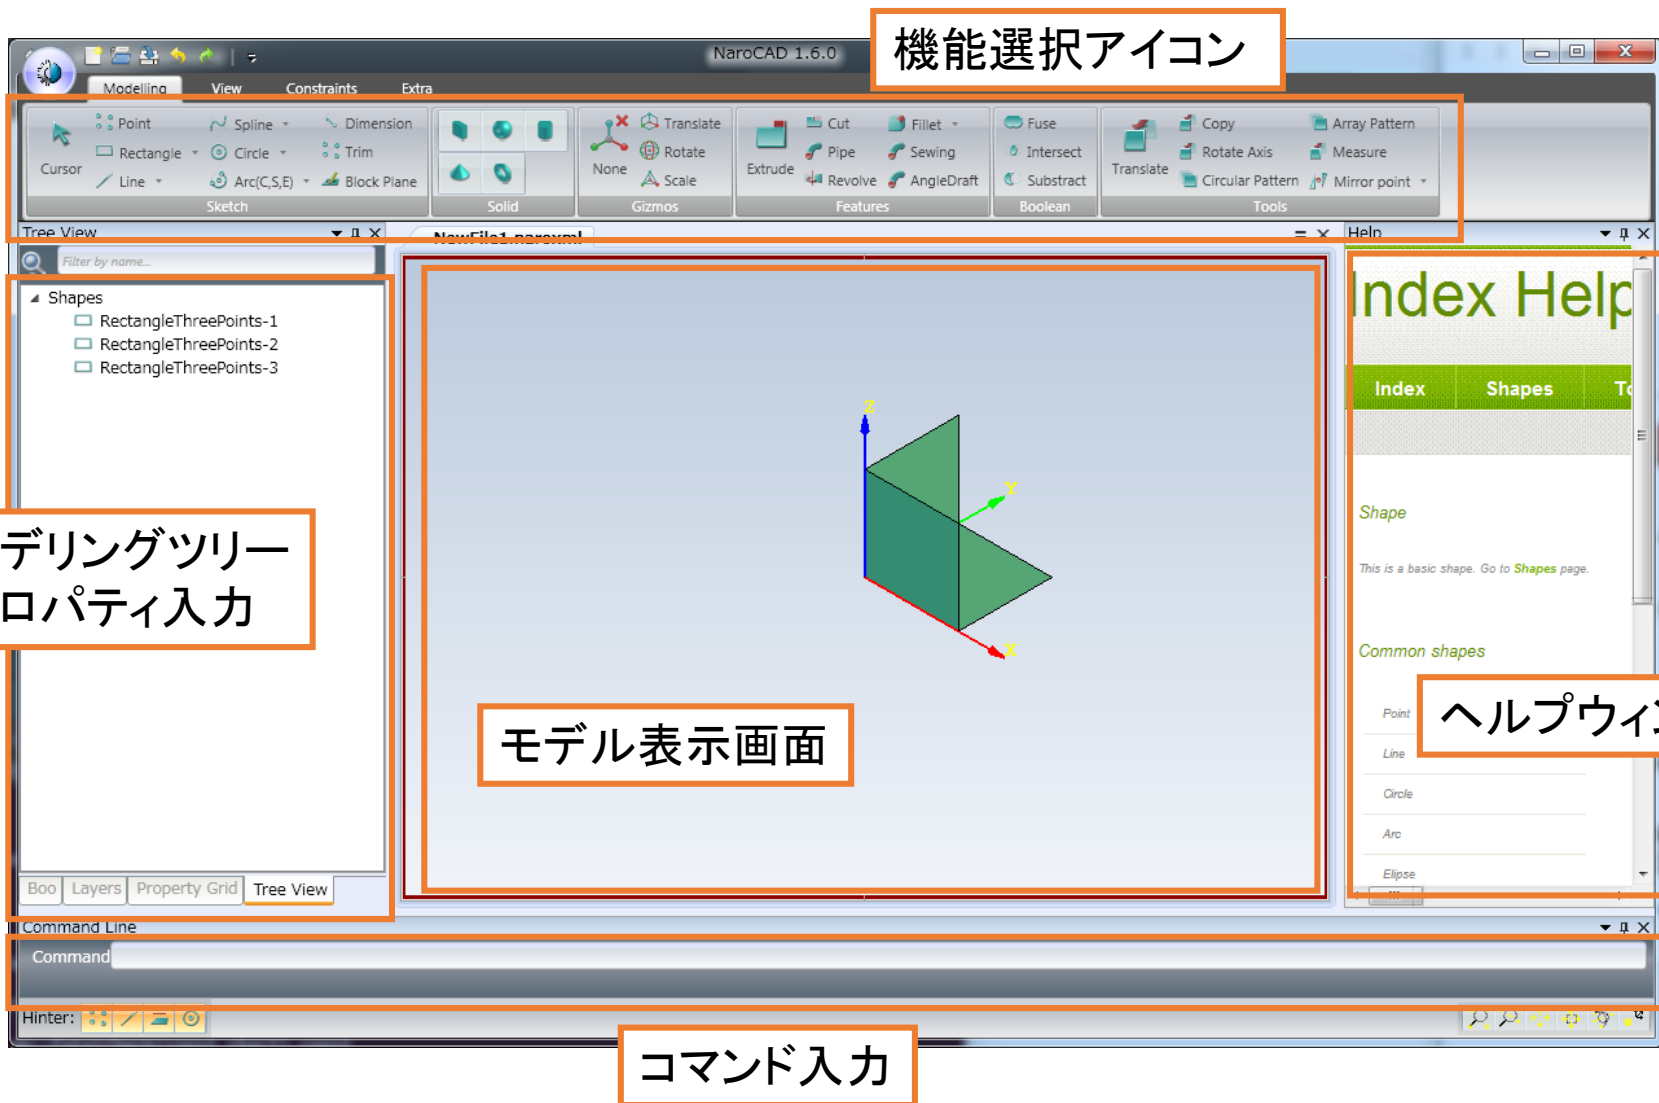 機能選択アイコン
NaroCAD 1.6.0
Modelling View Constraints Extra
Cursor
Point
Rectangle
Line
Spline
Circle
Arc(C,S,E)
Dimension
Trim
Block Plane
Sketch
Solid
None
Translate
Rotate
Scale
Gizmos
Extrude
Cut
Pipe
Revolve
Fillet
Sewing
AngleDraft
Features
Fuse
Intersect
Substract
Boolean
Translate
Copy
Rotate Axis
Circular Pattern
Array Pattern
Measure
Mirror point
Tools
Tree View
Filter by name...
Shapes
RectangleThreePoints-1
RectangleThreePoints-2
RectangleThreePoints-3
デリングツリー
ロパティ入力
Boo Layers Property Grid Tree View
NewFile1.naroxml
Z
Y
X
モデル表示画面
Help
Index Help
Index Shapes To
Shape
This is a basic shape. Go to Shapes page.
Common shapes
Point
ヘルプウィン
Line
Circle
Arc
Elipse
Command Line
Command
Hinter:
コマンド入力